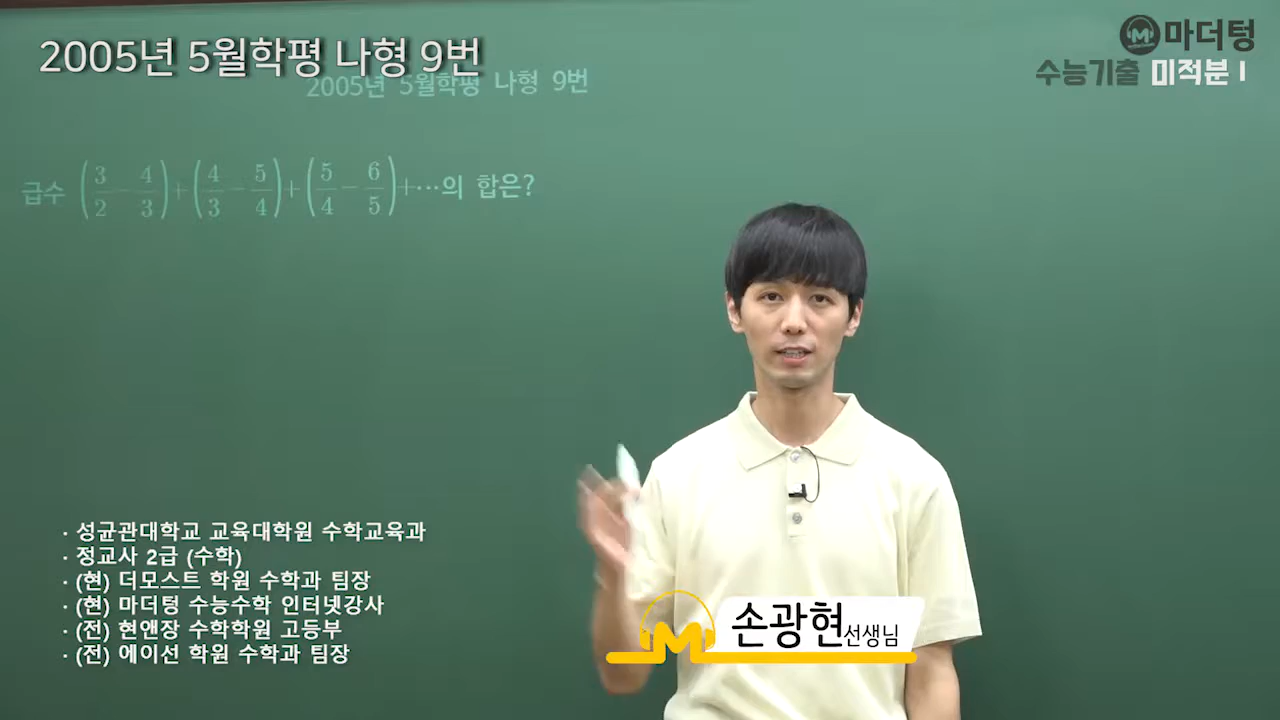 2005년 5월학평 나형 9번
마더텅
수능기출 미적분 I
2005년 5월학평 나형 9번
급수 (3/2 - 4/3) + (4/3 - 5/4) + (5/4 - 6/5) + ⋯의 합은?
· 성균관대학교 교육대학원 수학교육과
· 정교사 2급 (수학)
· (현) 더모스트 학원 수학과 팀장
· (현) 마더텅 수능수학 인터넷강사
· (전) 현앤장 수학학원 고등부
· (전) 에이선 학원 수학과 팀장
손광현선생님